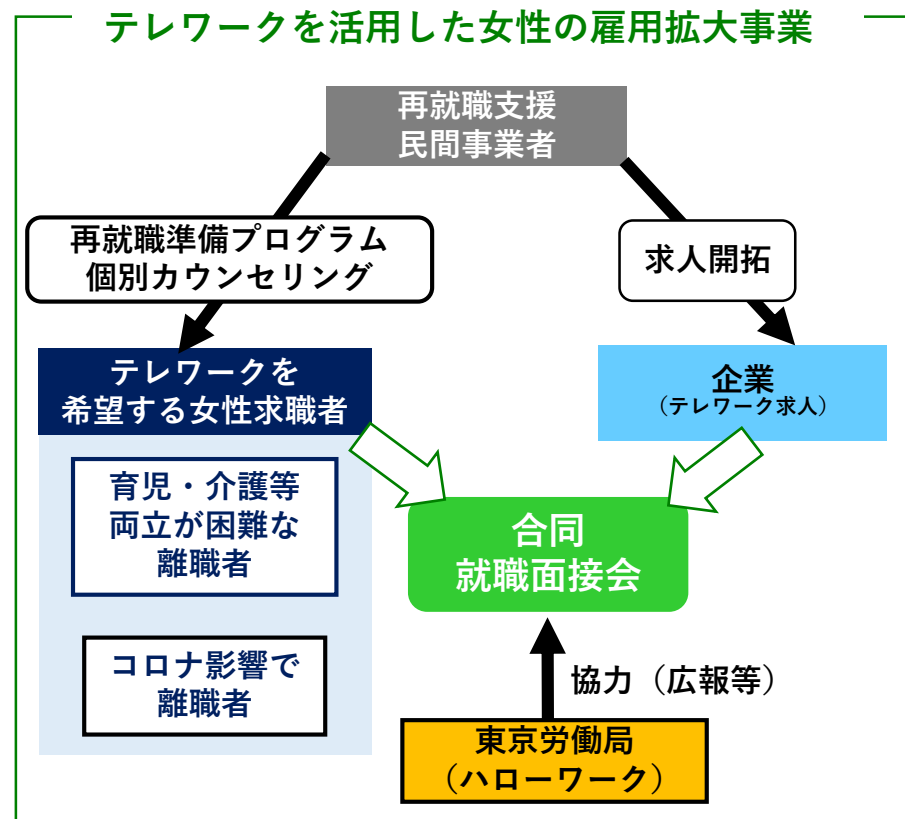 テレワークを活用した女性の雇用拡大事業
再就職支援
民間事業者
再就職準備プログラム
個別カウンセリング
求人開拓
テレワークを
希望する女性求職者
企業
（テレワーク求人）
育児・介護等
両立が困難な
離職者
合同
就職面接会
コロナ影響で
離職者
協力（広報等）
東京労働局
（ハローワーク）